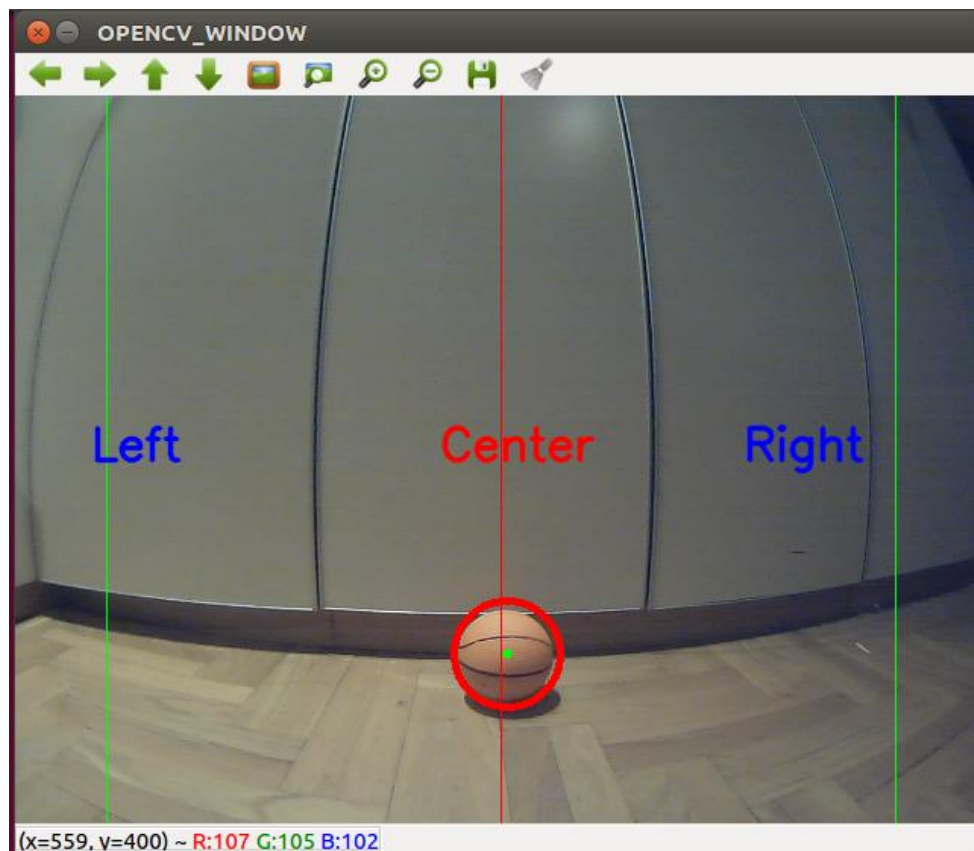 OPENCV_WINDOW
Left Center Right
(x=559, y=400) ~ R:107 G:105 B:102